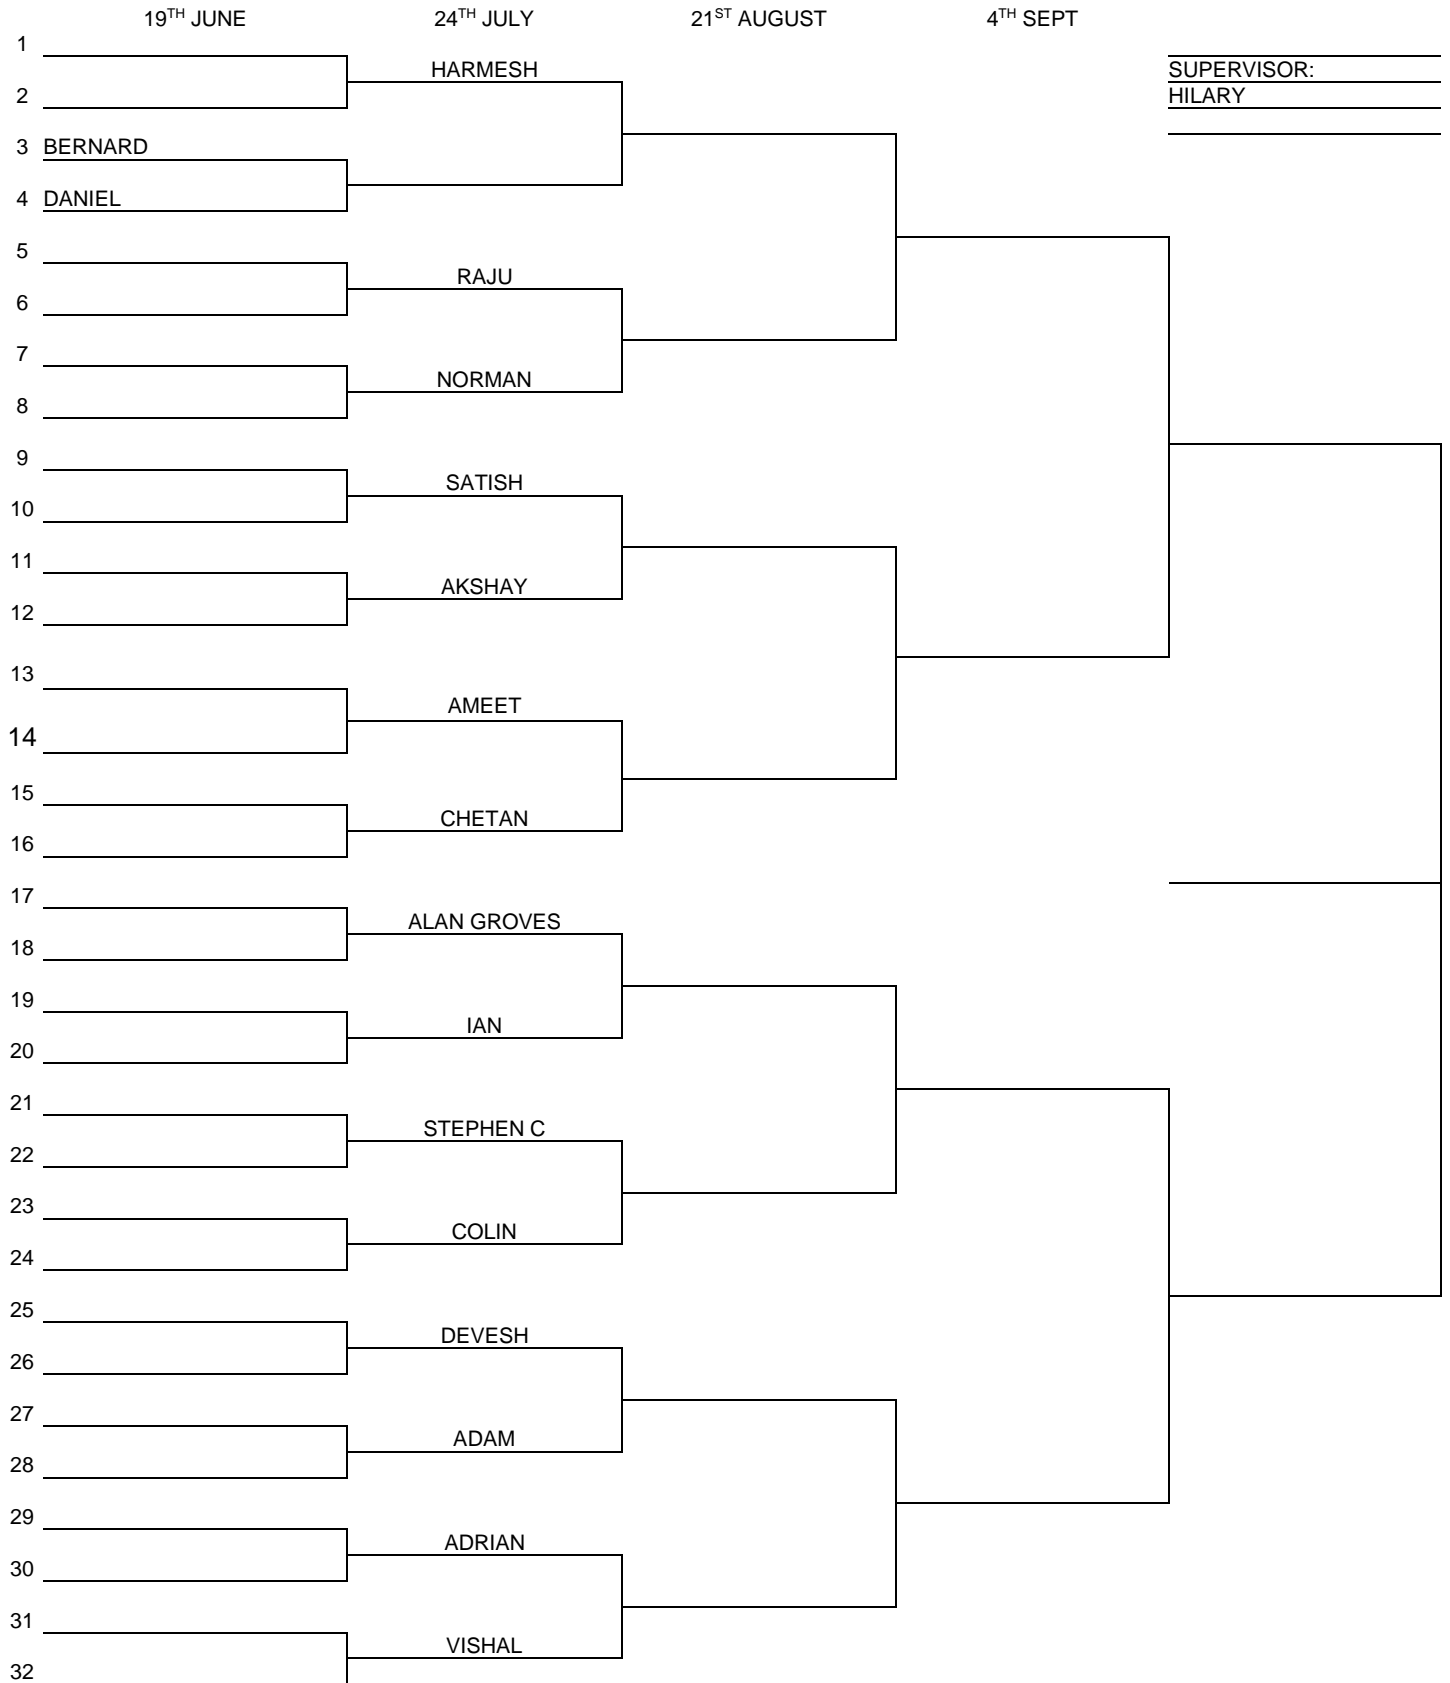 19TH JUNE 24TH JULY 21ST AUGUST 4TH SEPT
1
HARMESH SUPERVISOR:
2 HILARY
3 BERNARD
4 DANIEL
5
RAJU
6
7
NORMAN
8
9
SATISH
10
11
AKSHAY
12
13
AMEET
14
15
CHETAN
16
17
ALAN GROVES
18
19
IAN
20
21
STEPHEN C
22
23
COLIN
24
25
DEVESH
26
27
ADAM
28
29
ADRIAN
30
31
VISHAL
32